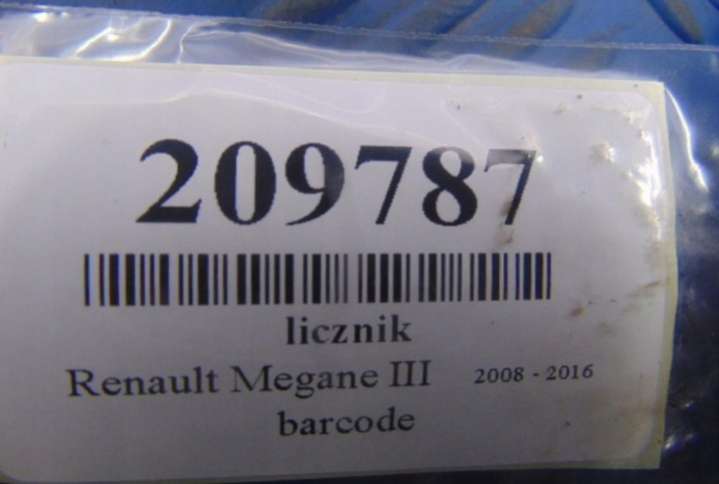 209787
licznik
Renault Megane III 2008 - 2016
barcode